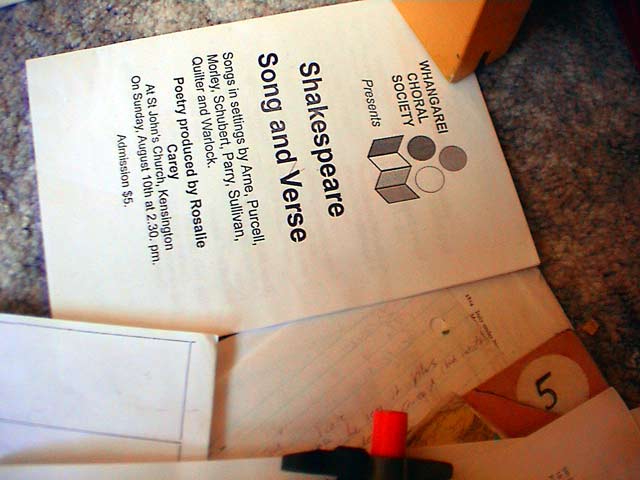 WHANGAREI
CHORAL
SOCIETY
Presents
Shakespeare
Song and Verse
Songs in settings by Arne, Purcell,
Morley, Schubert, Parry, Sullivan,
Quilter and Warlock
Poetry produced by Rosalie
Carey
At St John's Church, Kensington
On Sunday, August 10th at 2.30. pm.
Admission $5.
5